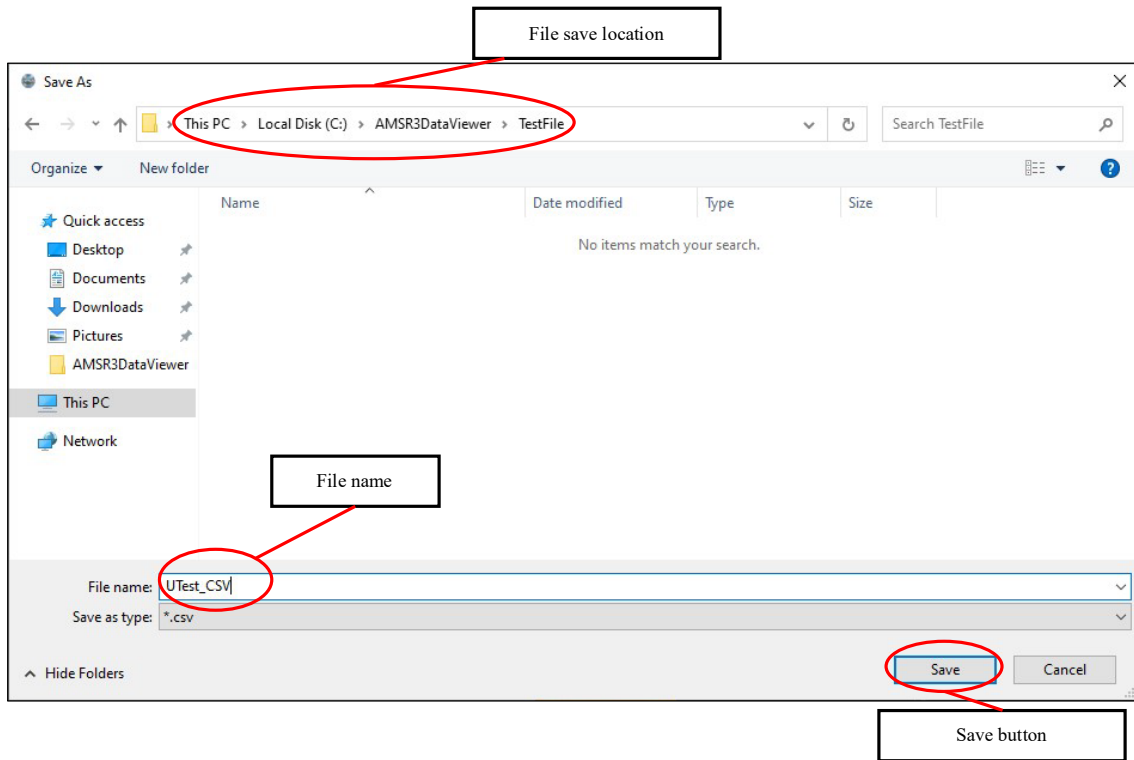 File save location
Save As
This PC > Local Disk (C:) > AMSR3DataViewer > TestFile
Search TestFile
Organize
New folder
?
Name
Date modified
Type
Size
No items match your search.
Quick access
Desktop
Documents
Downloads
Pictures
AMSR3DataViewer
This PC
Network
File name
File name: UTest_CSV
Save as type: *.csv
Hide Folders
Save
Cancel
Save button